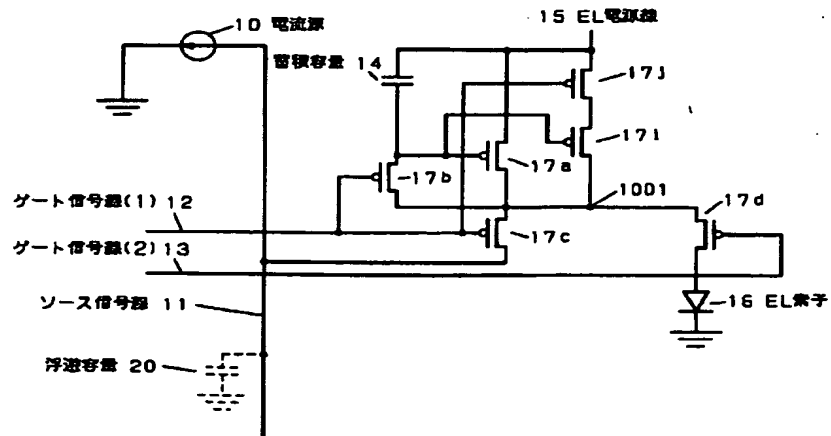 10 電流源
15 EL電源線
蓄積容量 14
17j
17i
17b
17a
1001
17d
ゲート信号線(1) 12
17c
ゲート信号線(2) 13
ソース信号線 11
16 EL素子
浮遊容量 20